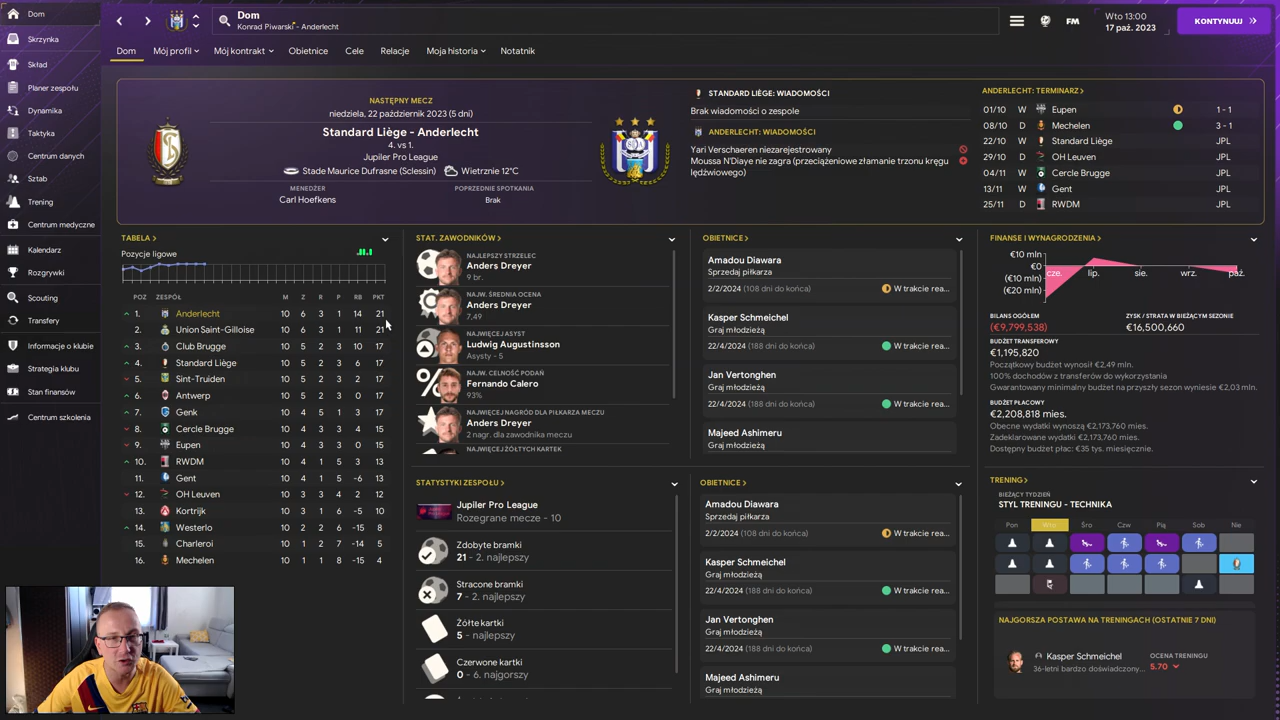 Dom
Skrzynka
Skład
Planer zespołu
Dynamika
Taktyka
Centrum danych
Sztab
Trening
Centrum medyczne
Kalendarz
Rozgrywki
Scouting
Transfery
Informacje o klubie
Strategia klubu
Stan finansów
Centrum szkolenia
Dom
Konrad Piwarski - Anderlecht
FM
Wto 13:00
17 paź. 2023
KONTYNUUJ
Dom
Mój profil
Mój kontrakt
Obietnice
Cele
Relacje
Moja historia
Notatnik
NASTĘPNY MECZ
niedziela, 22 październik 2023 (5 dni)
Standard Liège - Anderlecht
4. vs 1.
Jupiler Pro League
Stade Maurice Dufrasne (Sclessin)
Wietrznie 12°C
MENEDŻER
Carl Hoefkens
POPRZEDNIE SPOTKANIA
Brak
STANDARD LIÈGE: WIADOMOŚCI
Brak wiadomości o zespole
ANDERLECHT: WIADOMOŚCI
Yari Verschaeren niezarejestrowany
Moussa N'Diaye nie zagra (przeciążeniowe złamanie trzonu kręgu
lędźwiowego)
ANDERLECHT: TERMINARZ
01/10 W Eupen 1 - 1
08/10 D Mechelen 3 - 1
22/10 W Standard Liège JPL
29/10 D OH Leuven JPL
04/11 W Cercle Brugge JPL
13/11 W Gent JPL
25/11 D RWDM JPL
TABELA
Pozycje ligowe
POZ ZESPÓŁ M Z R P RB PKT
1. Anderlecht 10 6 3 1 14 21
2. Union Saint-Gilloise 10 6 3 1 11 21
3. Club Brugge 10 5 2 3 10 17
4. Standard Liège 10 5 2 3 6 17
5. Sint-Truiden 10 5 2 3 2 17
6. Antwerp 10 5 2 3 0 17
7. Genk 10 4 5 1 3 17
8. Cercle Brugge 10 4 3 3 4 15
9. Eupen 10 4 3 3 0 15
10. RWDM 10 4 1 5 3 13
11. Gent 10 4 1 5 -6 13
12. OH Leuven 10 3 3 4 2 12
13. Kortrijk 10 3 1 6 -5 10
14. Westerlo 10 2 2 6 -15 8
15. Charleroi 10 1 2 7 -14 5
16. Mechelen 10 1 1 8 -15 4
STAT. ZAWODNIKÓW
NAJLEPSZY STRZELEC
Anders Dreyer
9 br.
NAJW. ŚREDNIA OCENA
Anders Dreyer
7,49
NAJWIĘCEJ ASYST
Ludwig Augustinsson
Asysty - 5
NAJW. CELNOŚĆ PODAŃ
Fernando Calero
93%
NAJWIĘCEJ NAGRÓD DLA PIŁKARZA MECZU
Anders Dreyer
2 nagr. dla zawodnika meczu
NAJWIĘCEJ ŻÓŁTYCH KARTEK
STATYSTYKI ZESPOŁU
Jupiler Pro League
Rozegrane mecze - 10
Zdobyte bramki
21 - 2. najlepszy
Stracone bramki
7 - 2. najlepszy
Żółte kartki
5 - najlepszy
Czerwone kartki
0 - 6. najgorszy
OBIETNICE
Amadou Diawara
Sprzedaj piłkarza
2/2/2024 (108 dni do końca) W trakcie rea...
Kasper Schmeichel
Graj młodzieżą
22/4/2024 (188 dni do końca) W trakcie rea...
Jan Vertonghen
Graj młodzieżą
22/4/2024 (188 dni do końca) W trakcie rea...
Majeed Ashimeru
Graj młodzieżą
OBIETNICE
Amadou Diawara
Sprzedaj piłkarza
2/2/2024 (108 dni do końca) W trakcie rea...
Kasper Schmeichel
Graj młodzieżą
22/4/2024 (188 dni do końca) W trakcie rea...
Jan Vertonghen
Graj młodzieżą
22/4/2024 (188 dni do końca) W trakcie rea...
Majeed Ashimeru
Graj młodzieżą
FINANSE I WYNAGRODZENIA
€10 mln
€0
(€10 mln)
(€20 mln)
cze. lip. sie. wrz. paź.
BILANS OGÓŁEM
(€9,799,538)
ZYSK / STRATA W BIEŻĄCYM SEZONIE
€16,500,660
BUDŻET TRANSFEROWY
€1,195,820
Początkowy budżet wynosił €2,49 mln.
100% dochodów z transferów do wykorzystania
Gwarantowany minimalny budżet na przyszły sezon wyniesie €2,03 mln.
BUDŻET PŁACOWY
€2,208,818 mies.
Obecne wydatki wynoszą €2,173,760 mies.
Zadeklarowane wydatki €2,173,760 mies.
Dostępny budżet płac: €35 tys. miesięcznie.
TRENING
BIEŻĄCY TYDZIEŃ
STYL TRENINGU - TECHNIKA
Pon Wto Śro Czw Pią Sob Nie
NAJGORSZA POSTAWA NA TRENINGACH (OSTATNIE 7 DNI)
Kasper Schmeichel
36-letni bardzo doświadczony...
OCENA TRENINGU
5.70